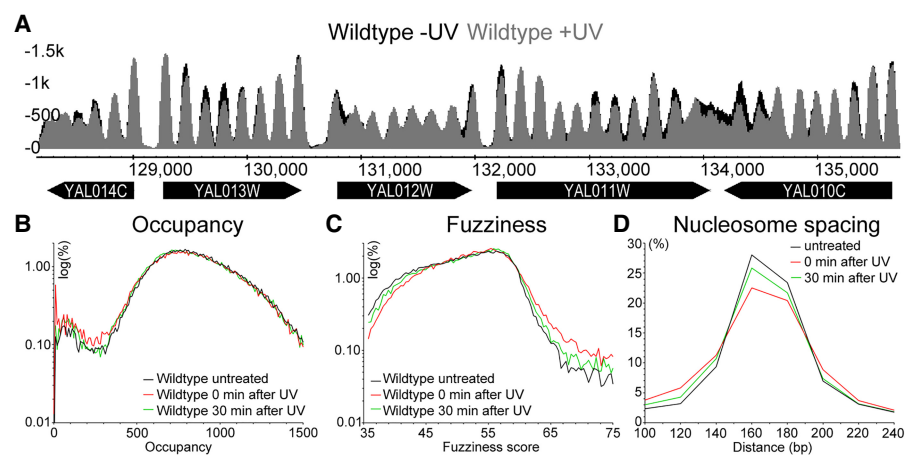 A
Wildtype -UV Wildtype +UV
-1.5k
-1k
-500
-0
129,000 130,000 131,000 132,000 133,000 134,000 135,000
YAL014C YAL013W YAL012W YAL011W YAL010C
B Occupancy
log(%)
1.00
0.10
0.01
Wildtype untreated
Wildtype 0 min after UV
Wildtype 30 min after UV
0 500 1000 1500
Occupancy
C Fuzziness
log(%)
1.00
0.10
0.01
Wildtype untreated
Wildtype 0 min after UV
Wildtype 30 min after UV
35 45 55 65 75
Fuzziness score
D Nucleosome spacing
(%)
untreated
0 min after UV
30 min after UV
30
25
20
15
10
5
0
100 120 140 160 180 200 220 240
Distance (bp)